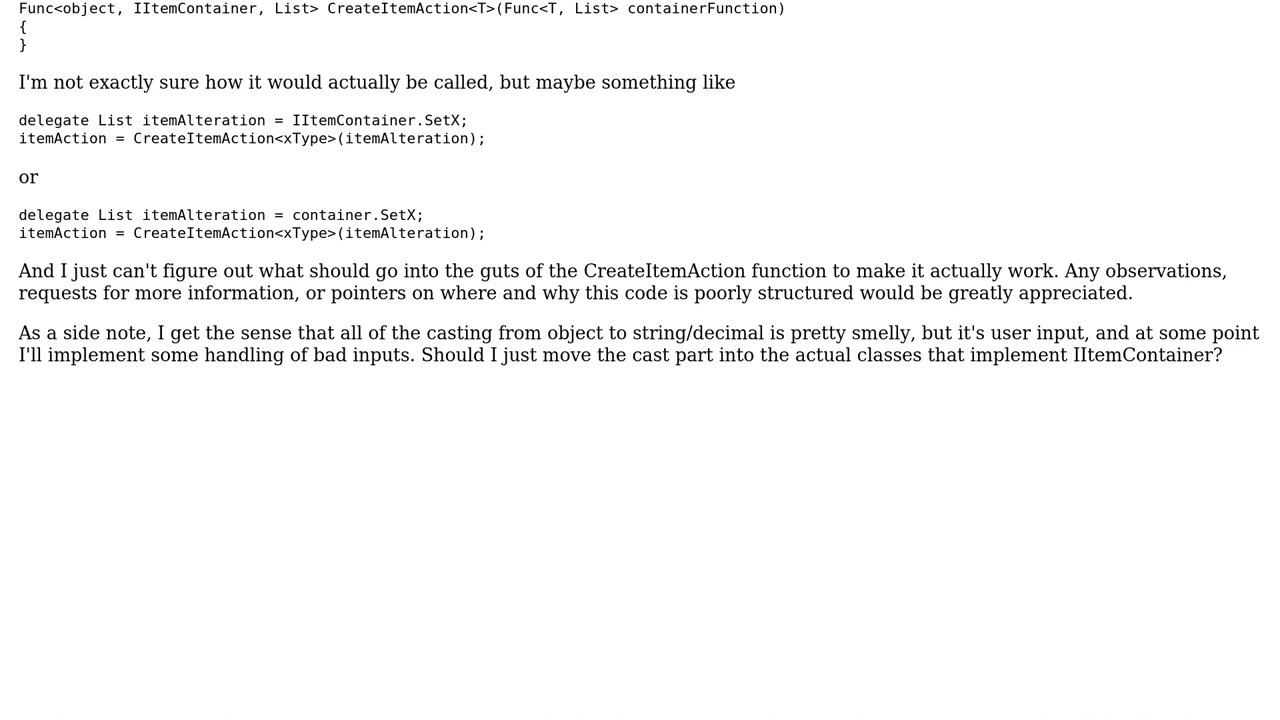 Func<object, IItemContainer, List> CreateItemAction<T>(Func<T, List> containerFunction)
{
}
I'm not exactly sure how it would actually be called, but maybe something like
delegate List itemAlteration = IItemContainer.SetX;
itemAction = CreateItemAction<xType>(itemAlteration);
or
delegate List itemAlteration = container.SetX;
itemAction = CreateItemAction<xType>(itemAlteration);
And I just can't figure out what should go into the guts of the CreateItemAction function to make it actually work. Any observations,
requests for more information, or pointers on where and why this code is poorly structured would be greatly appreciated.
As a side note, I get the sense that all of the casting from object to string/decimal is pretty smelly, but it's user input, and at some point
I'll implement some handling of bad inputs. Should I just move the cast part into the actual classes that implement IItemContainer?